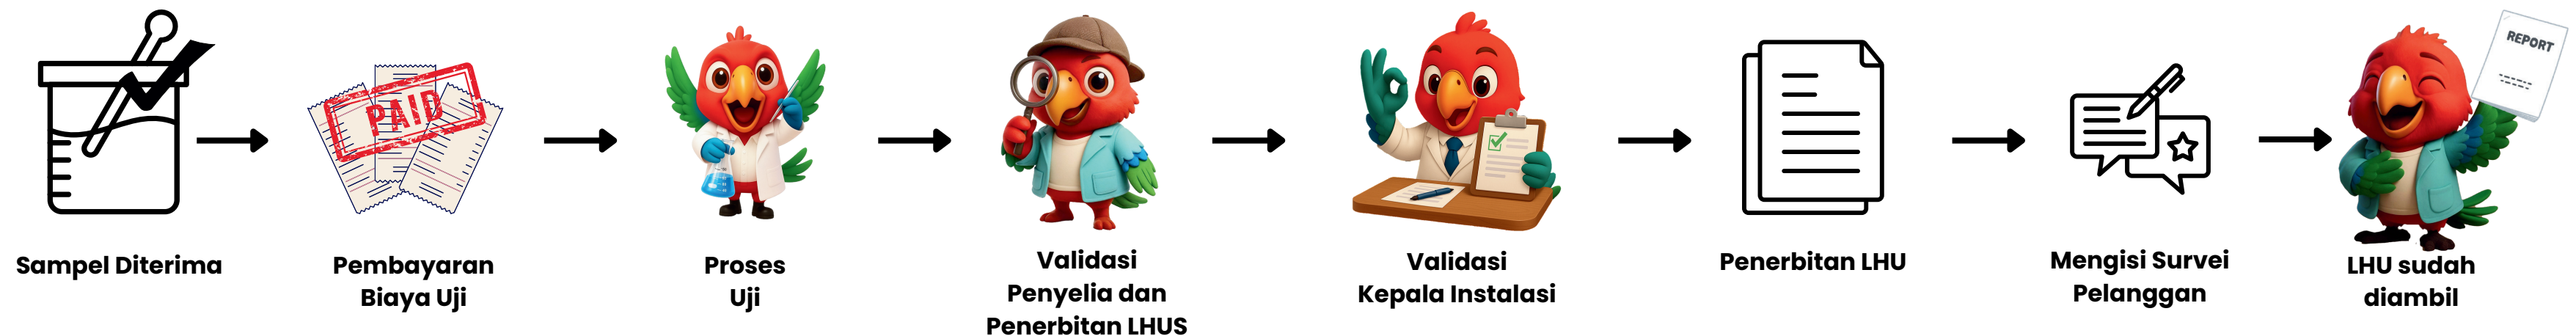 PAID
REPORT
Sampel Diterima
Pembayaran
Biaya Uji
Proses
Uji
Validasi
Penyelia dan
Penerbitan LHUS
Validasi
Kepala Instalasi
Penerbitan LHU
Mengisi Survei
Pelanggan
LHU sudah
diambil